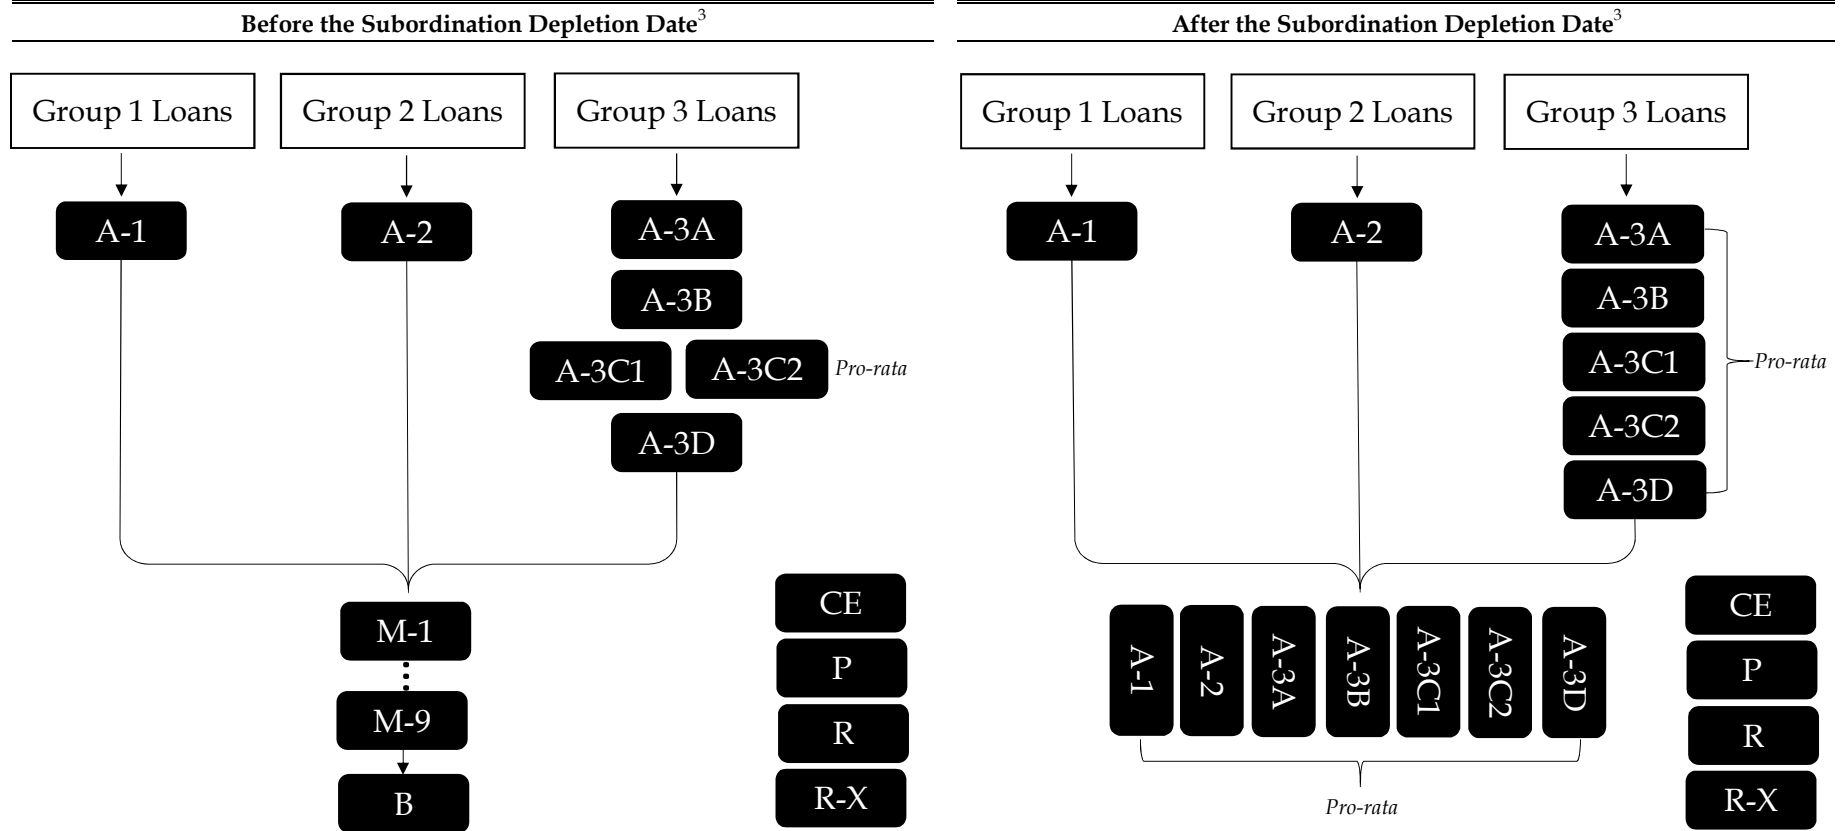 Before the Subordination Depletion Date3
Group 1 Loans
Group 2 Loans
Group 3 Loans
A-1
A-2
A-3A
A-3B
A-3C1
A-3C2
Pro-rata
A-3D
M-1
M-9
B
CE
P
R
R-X
After the Subordination Depletion Date3
Group 1 Loans
Group 2 Loans
Group 3 Loans
A-1
A-2
A-3A
A-3B
A-3C1
A-3C2
A-3D
Pro-rata
A-1
A-2
A-3A
A-3B
A-3C1
A-3C2
A-3D
Pro-rata
CE
P
R
R-X